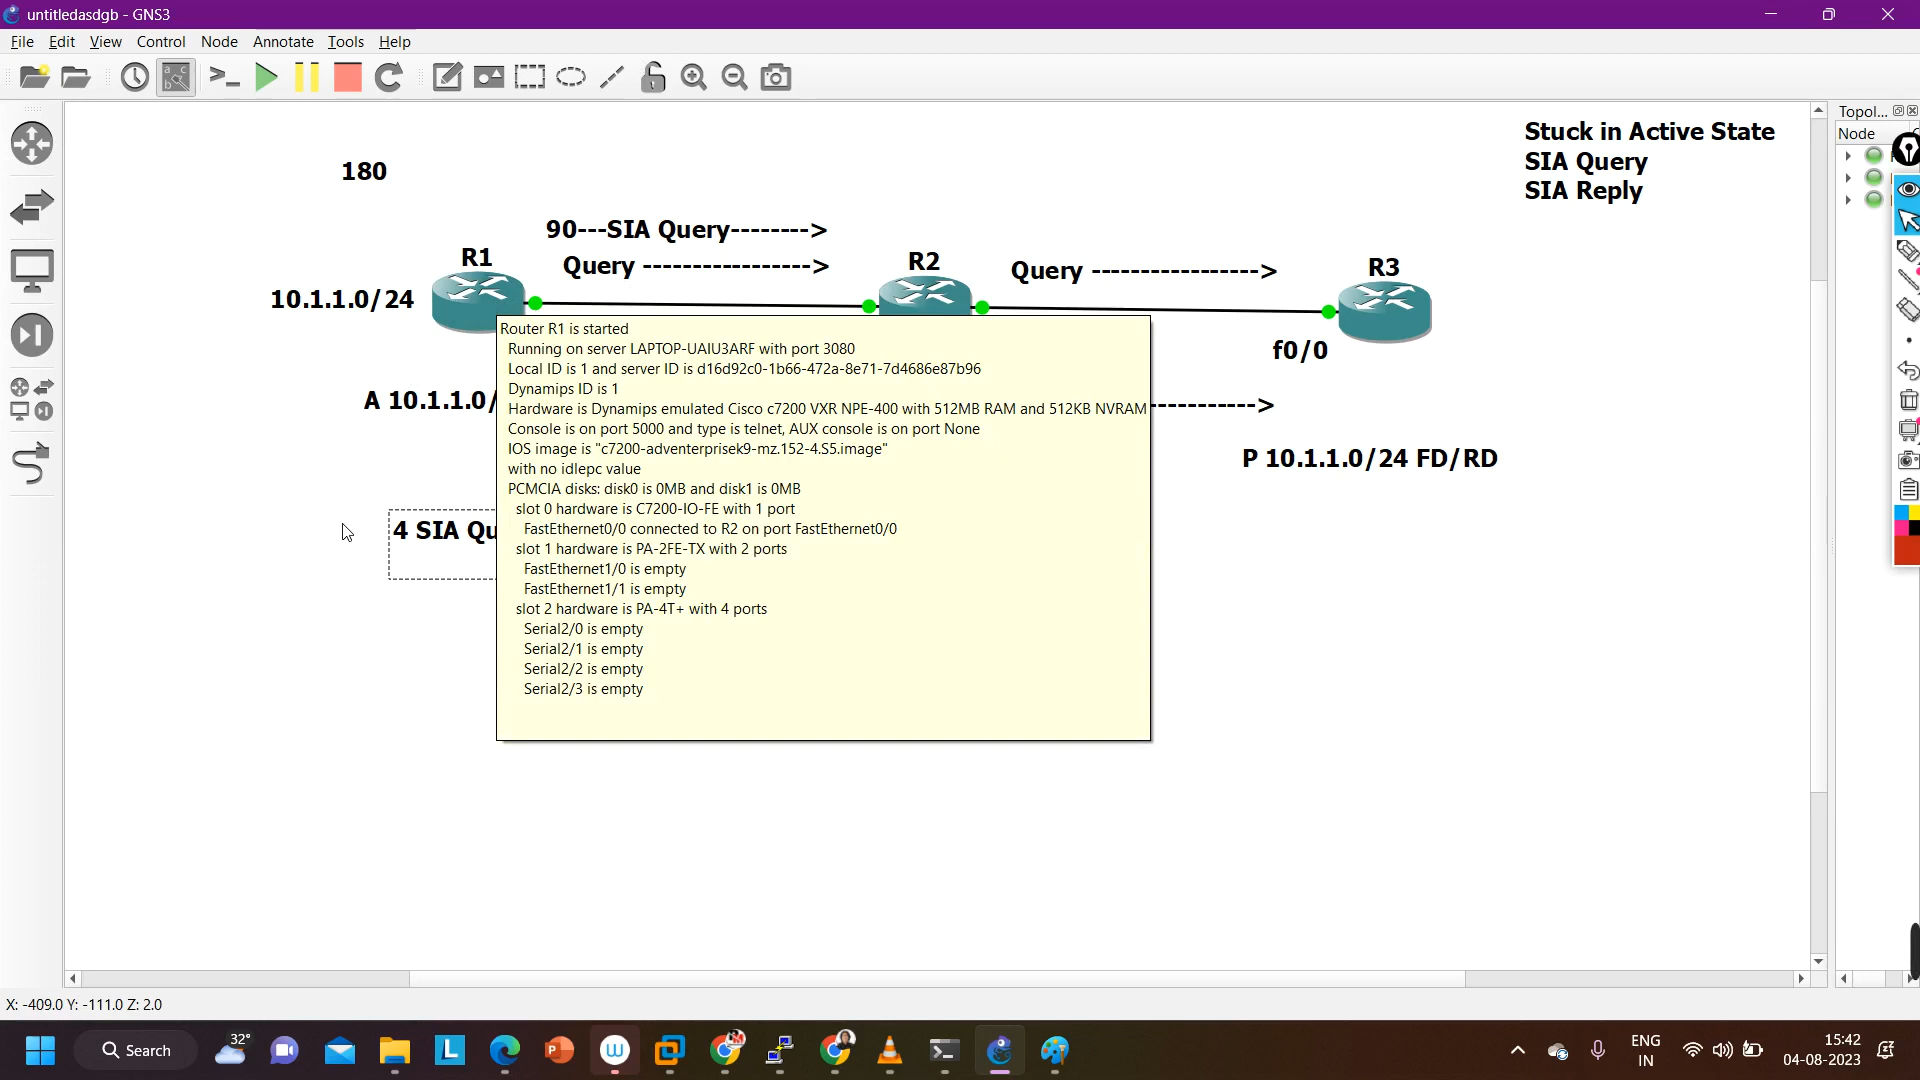 untitledasdgb - GNS3
File Edit View Control Node Annotate Tools Help
Topol...
Node
Stuck in Active State
SIA Query
SIA Reply
180
90---SIA Query-------->
Query ----------------->
Query ----------------->
R1
R2
R3
10.1.1.0/24
f0/0
A 10.1.1.0/
----------->
P 10.1.1.0/24 FD/RD
4 SIA Qu
Router R1 is started
Running on server LAPTOP-UAIU3ARF with port 3080
Local ID is 1 and server ID is d16d92c0-1b66-472a-8e71-7d4686e87b96
Dynamips ID is 1
Hardware is Dynamips emulated Cisco c7200 VXR NPE-400 with 512MB RAM and 512KB NVRAM
Console is on port 5000 and type is telnet, AUX console is on port None
IOS image is "c7200-adventerprisek9-mz.152-4.S5.image"
with no idlepc value
PCMCIA disks: disk0 is 0MB and disk1 is 0MB
slot 0 hardware is C7200-IO-FE with 1 port
FastEthernet0/0 connected to R2 on port FastEthernet0/0
slot 1 hardware is PA-2FE-TX with 2 ports
FastEthernet1/0 is empty
FastEthernet1/1 is empty
slot 2 hardware is PA-4T+ with 4 ports
Serial2/0 is empty
Serial2/1 is empty
Serial2/2 is empty
Serial2/3 is empty
X: -409.0 Y: -111.0 Z: 2.0
Search
32°
ENG
IN
15:42
04-08-2023